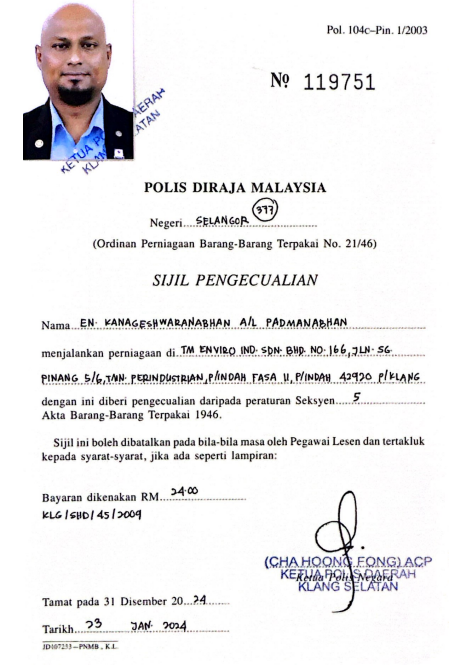 Pol. 104c–Pin. 1/2003
Nº 119751
KETUA POLIS DAERAH
KLANG SELATAN
POLIS DIRAJA MALAYSIA
Negeri SELANGOR (377)
(Ordinan Perniagaan Barang-Barang Terpakai No. 21/46)
SIJIL PENGECUALIAN
Nama EN. KANAGESHWARANABHAN A/L PADMANABHAN
menjalankan perniagaan di TM ENVIRO IND. SDN. BHD. NO. 166, JLN. SG.
PINANG 5/6, TMN. PERINDUSTRIAN, P/INDAH FASA II, P/INDAH 42920 P/KLANG
dengan ini diberi pengecualian daripada peraturan Seksyen 5
Akta Barang-Barang Terpakai 1946.
Sijil ini boleh dibatalkan pada bila-bila masa oleh Pegawai Lesen dan tertakluk
kepada syarat-syarat, jika ada seperti lampiran:
Bayaran dikenakan RM 24.00
KLG/SHD/45/2009
(CHA HOONG FONG) ACP
KETUA POLIS DAERAH
Ketua Polis Negara
KLANG SELATAN
Tamat pada 31 Disember 20 24
Tarikh 23 JAN. 2024
JD107233—PNMB., K.L.